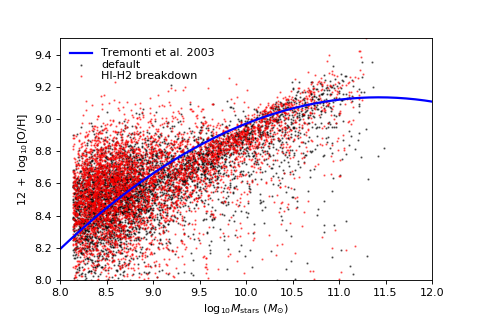 Tremonti et al. 2003
default
HI-H2 breakdown
9.4
9.2
9.0
8.8
8.6
8.4
8.2
8.0
12 + log₁₀[O/H]
8.0 8.5 9.0 9.5 10.0 10.5 11.0 11.5 12.0
log₁₀M_stars (M_⊙)